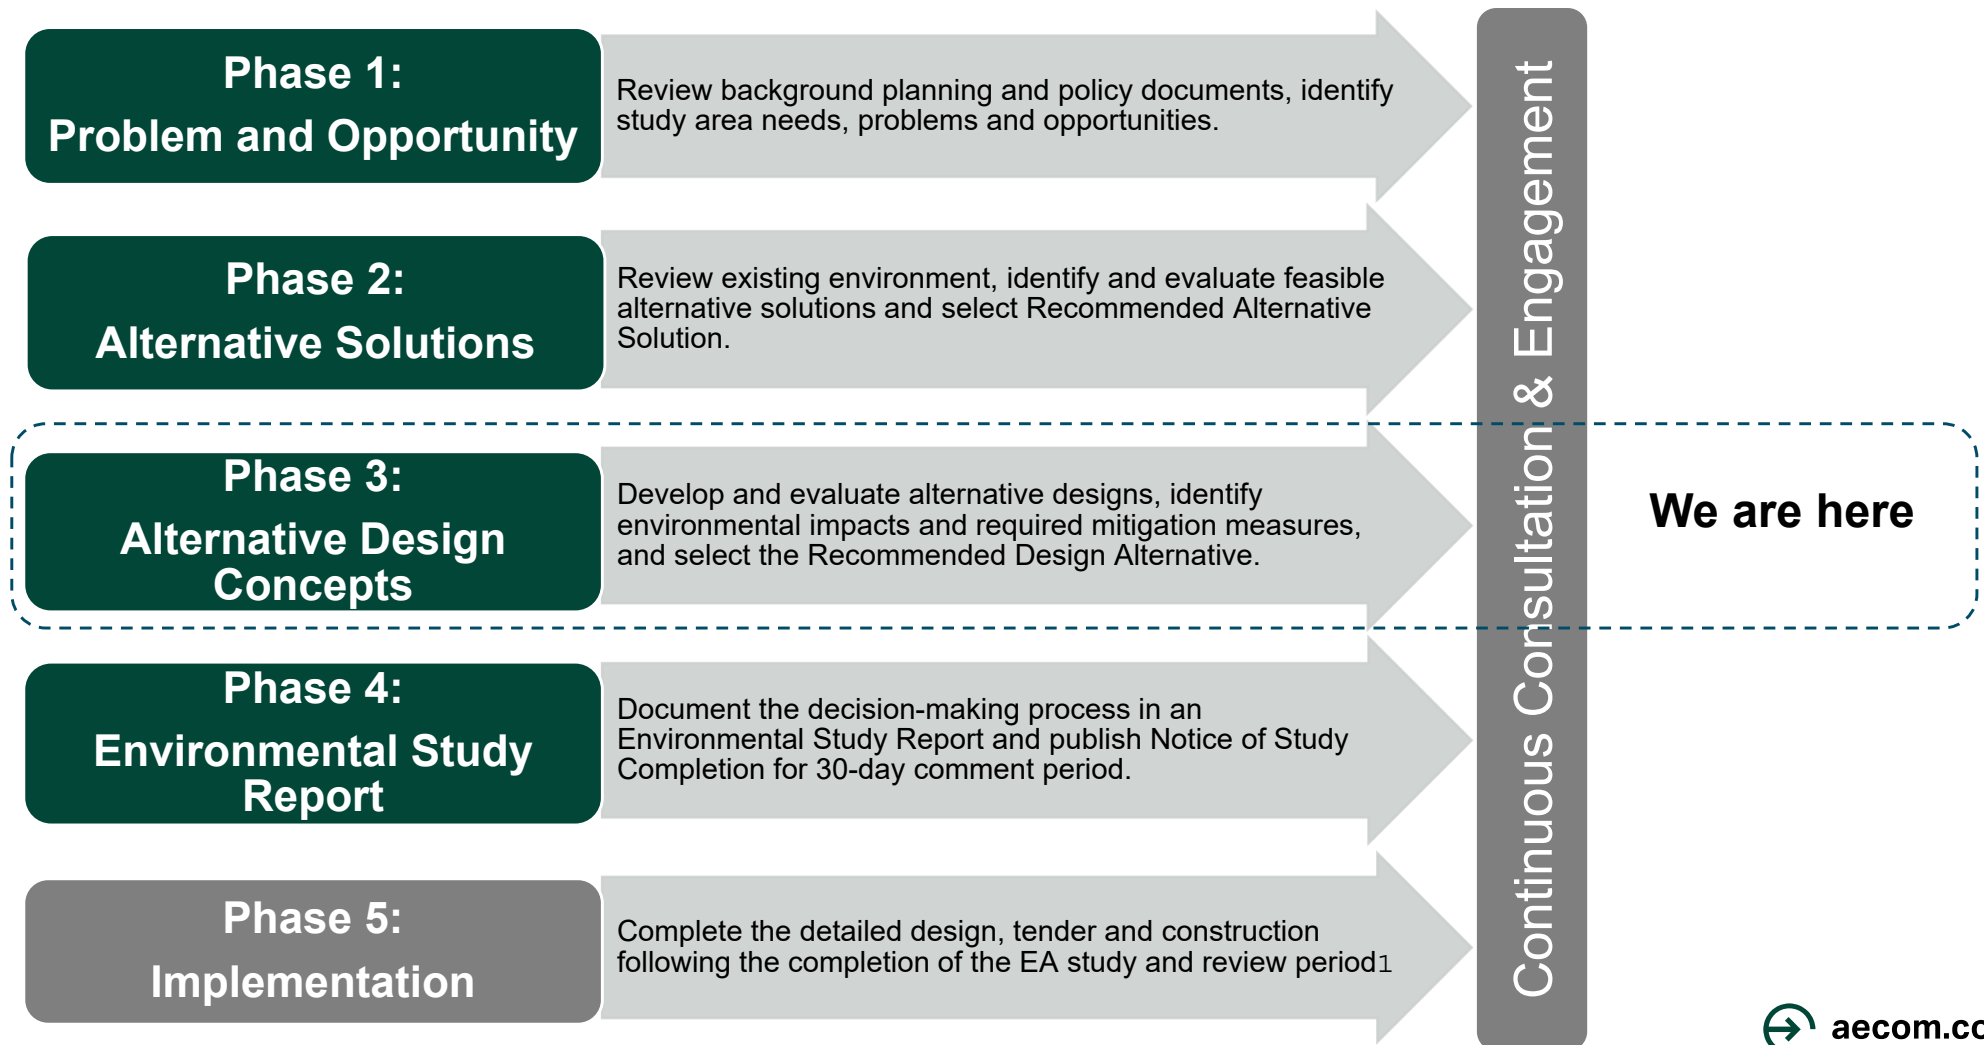 Phase 1:
Problem and Opportunity
Review background planning and policy documents, identify
study area needs, problems and opportunities.
Phase 2:
Alternative Solutions
Review existing environment, identify and evaluate feasible
alternative solutions and select Recommended Alternative
Solution.
Phase 3:
Alternative Design
Concepts
Develop and evaluate alternative designs, identify
environmental impacts and required mitigation measures,
and select the Recommended Design Alternative.
We are here
Phase 4:
Environmental Study
Report
Document the decision-making process in an
Environmental Study Report and publish Notice of Study
Completion for 30-day comment period.
Phase 5:
Implementation
Complete the detailed design, tender and construction
following the completion of the EA study and review period1
Continuous Consultation & Engagement
aecom.co